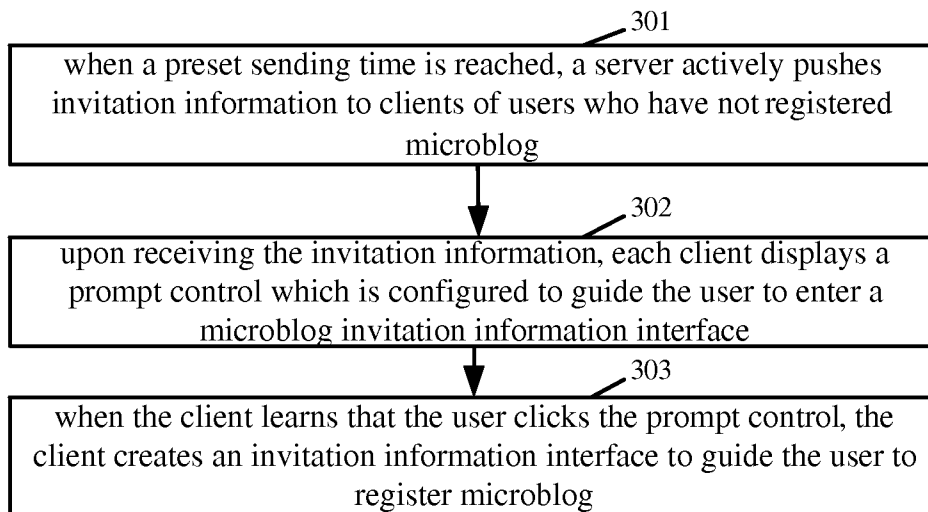 301
when a preset sending time is reached, a server actively pushes
invitation information to clients of users who have not registered
microblog
302
upon receiving the invitation information, each client displays a
prompt control which is configured to guide the user to enter a
microblog invitation information interface
303
when the client learns that the user clicks the prompt control, the
client creates an invitation information interface to guide the user to
register microblog